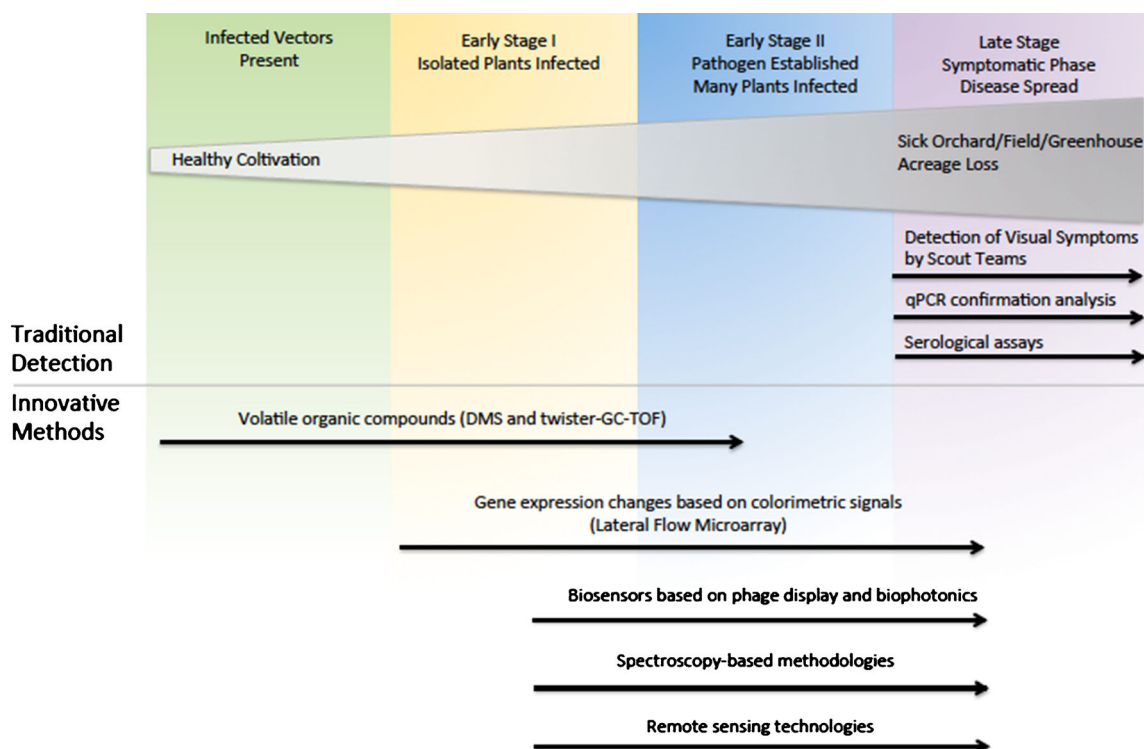 Infected Vectors
Present
Early Stage I
Isolated Plants Infected
Early Stage II
Pathogen Established
Many Plants Infected
Late Stage
Symptomatic Phase
Disease Spread
Healthy Coltivation
Sick Orchard/Field/Greenhouse
Acreage Loss
Detection of Visual Symptoms
by Scout Teams
qPCR confirmation analysis
Serological assays
Traditional
Detection
Innovative
Methods
Volatile organic compounds (DMS and twister-GC-TOF)
Gene expression changes based on colorimetric signals
(Lateral Flow Microarray)
Biosensors based on phage display and biophotonics
Spectroscopy-based methodologies
Remote sensing technologies